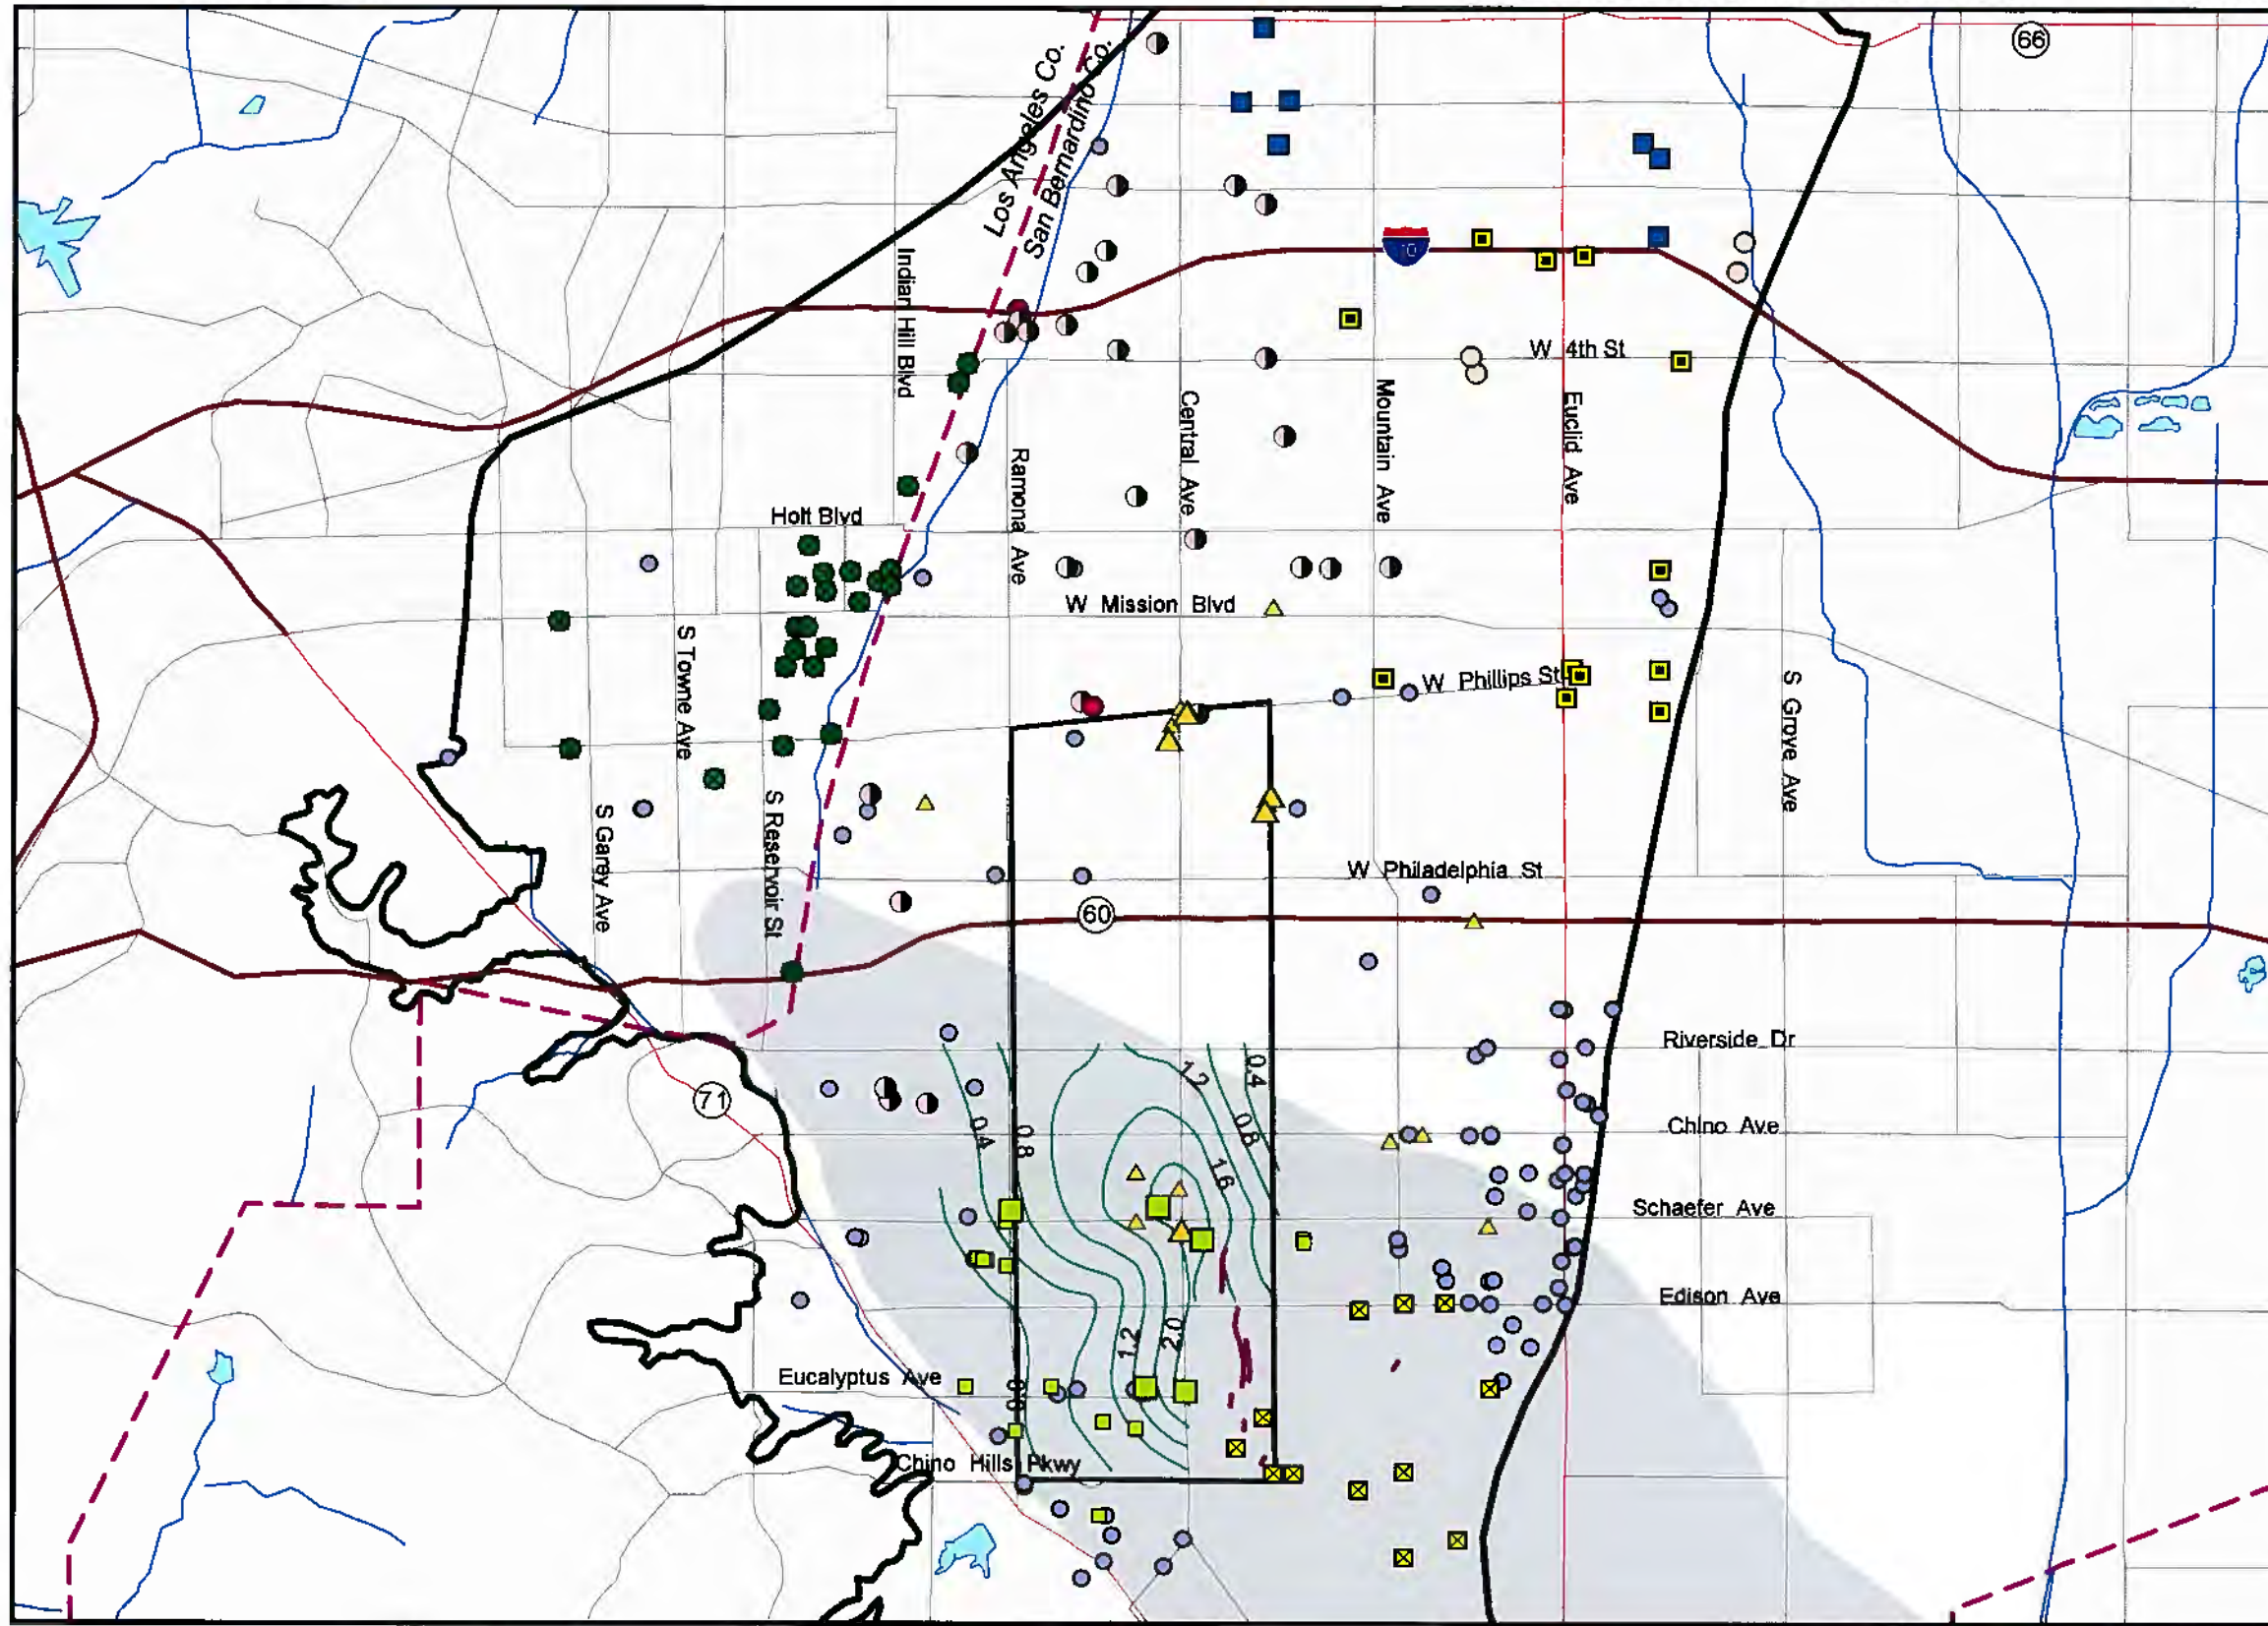 66
Los Angeles Co.
San Bernardino Co.
Indian Hill Blvd
W 4th St
Central Ave
Mountain Ave
Euclid Ave
Ramona Ave
Holt Blvd
W Mission Blvd
S Towne Ave
W Phillips St
S Grove Ave
S Garey Ave
S Reservoir St
W Philadelphia St
60
Riverside Dr
71
1.2
0.4
0.4
0.8
0.8
Chino Ave
1.6
Schaefer Ave
Edison Ave
1.2
2.0
Eucalyptus Ave
Chino Hills Pkwy